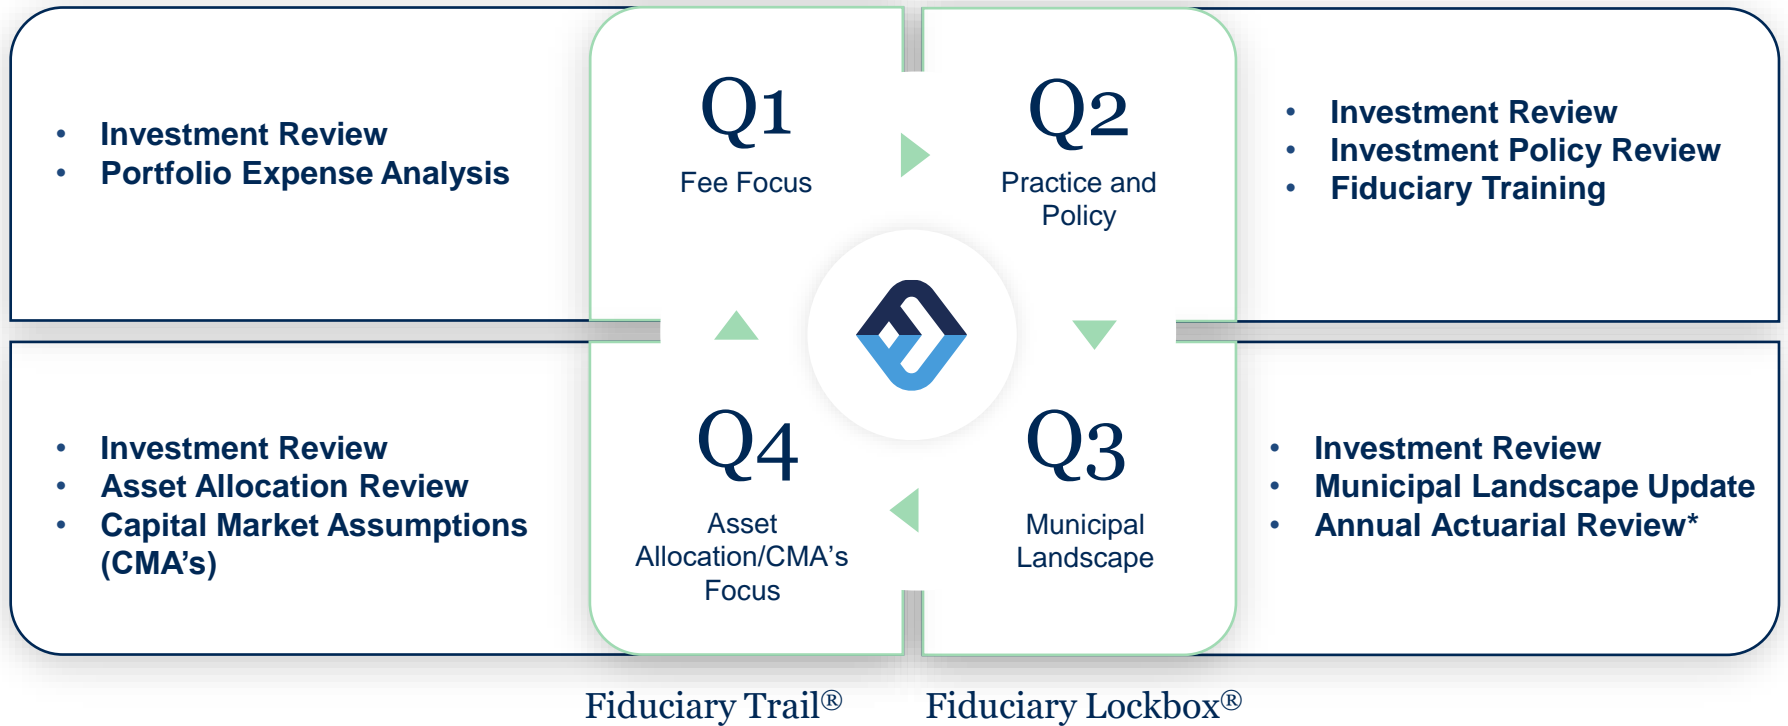 • Investment Review
• Portfolio Expense Analysis
Q1
Fee Focus
Q2
Practice and
Policy
• Investment Review
• Investment Policy Review
• Fiduciary Training
• Investment Review
• Asset Allocation Review
• Capital Market Assumptions
(CMA’s)
Q4
Asset
Allocation/CMA’s
Focus
Q3
Municipal
Landscape
• Investment Review
• Municipal Landscape Update
• Annual Actuarial Review*
Fiduciary Trail®
Fiduciary Lockbox®